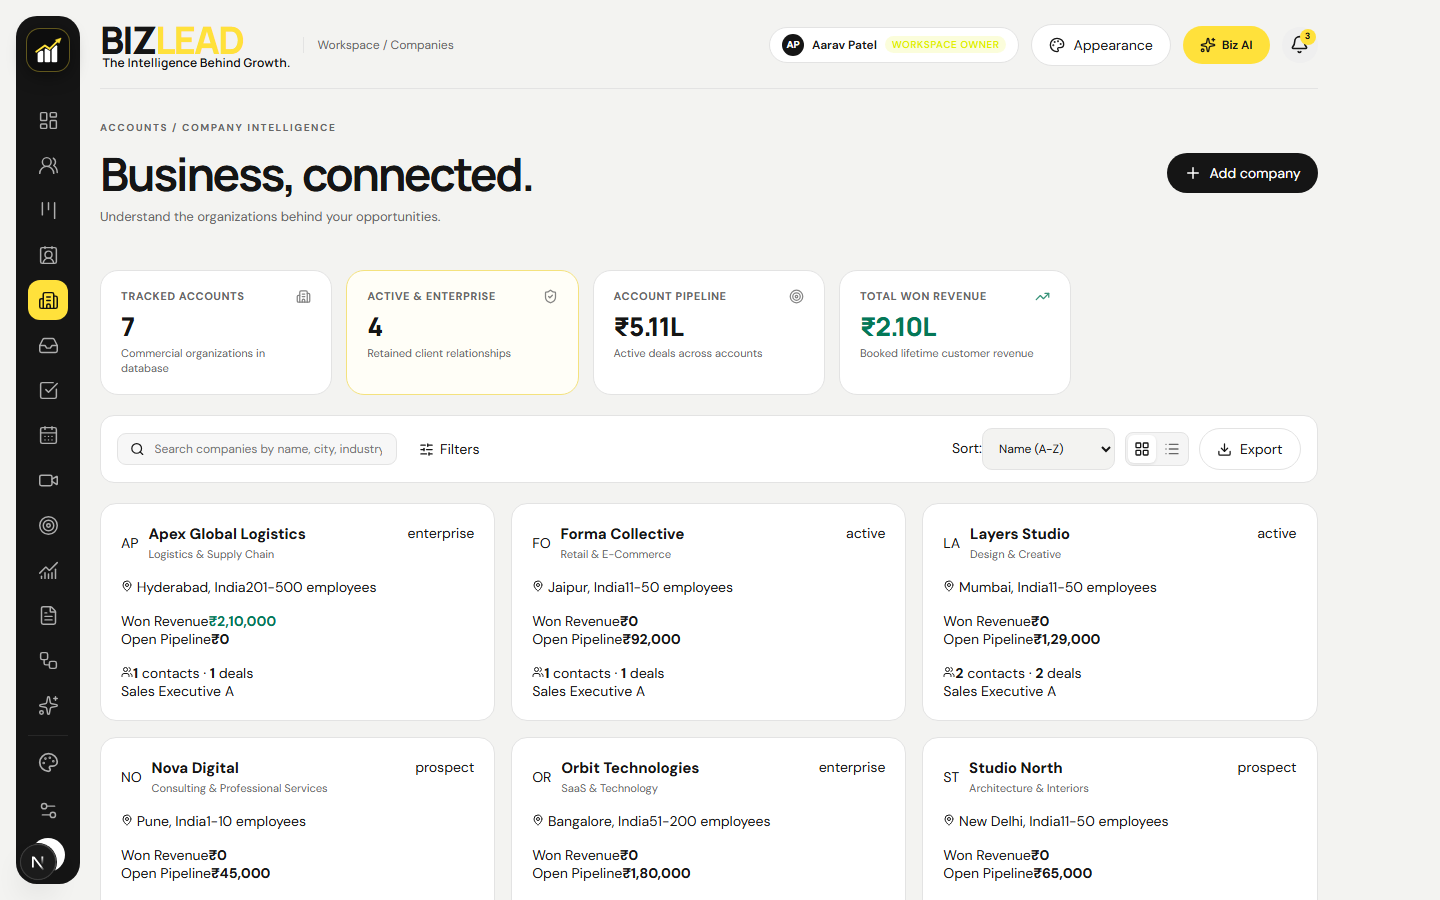 BIZLEAD
The Intelligence Behind Growth.
Workspace / Companies
AP Aarav Patel WORKSPACE OWNER
Appearance
Biz AI
3
ACCOUNTS / COMPANY INTELLIGENCE
Business, connected.
Understand the organizations behind your opportunities.
Add company
TRACKED ACCOUNTS
7
Commercial organizations in
database
ACTIVE & ENTERPRISE
4
Retained client relationships
ACCOUNT PIPELINE
₹5.11L
Active deals across accounts
TOTAL WON REVENUE
₹2.10L
Booked lifetime customer revenue
Search companies by name, city, industry
Filters
Sort: Name (A-Z)
Export
AP Apex Global Logistics enterprise
Logistics & Supply Chain
Hyderabad, India201-500 employees
Won Revenue₹2,10,000
Open Pipeline₹0
1 contacts · 1 deals
Sales Executive A
FO Forma Collective active
Retail & E-Commerce
Jaipur, India11-50 employees
Won Revenue₹0
Open Pipeline₹92,000
1 contacts · 1 deals
Sales Executive A
LA Layers Studio active
Design & Creative
Mumbai, India11-50 employees
Won Revenue₹0
Open Pipeline₹1,29,000
2 contacts · 2 deals
Sales Executive A
NO Nova Digital prospect
Consulting & Professional Services
Pune, India1-10 employees
Won Revenue₹0
Open Pipeline₹45,000
OR Orbit Technologies enterprise
SaaS & Technology
Bangalore, India51-200 employees
Won Revenue₹0
Open Pipeline₹1,80,000
ST Studio North prospect
Architecture & Interiors
New Delhi, India11-50 employees
Won Revenue₹0
Open Pipeline₹65,000
N